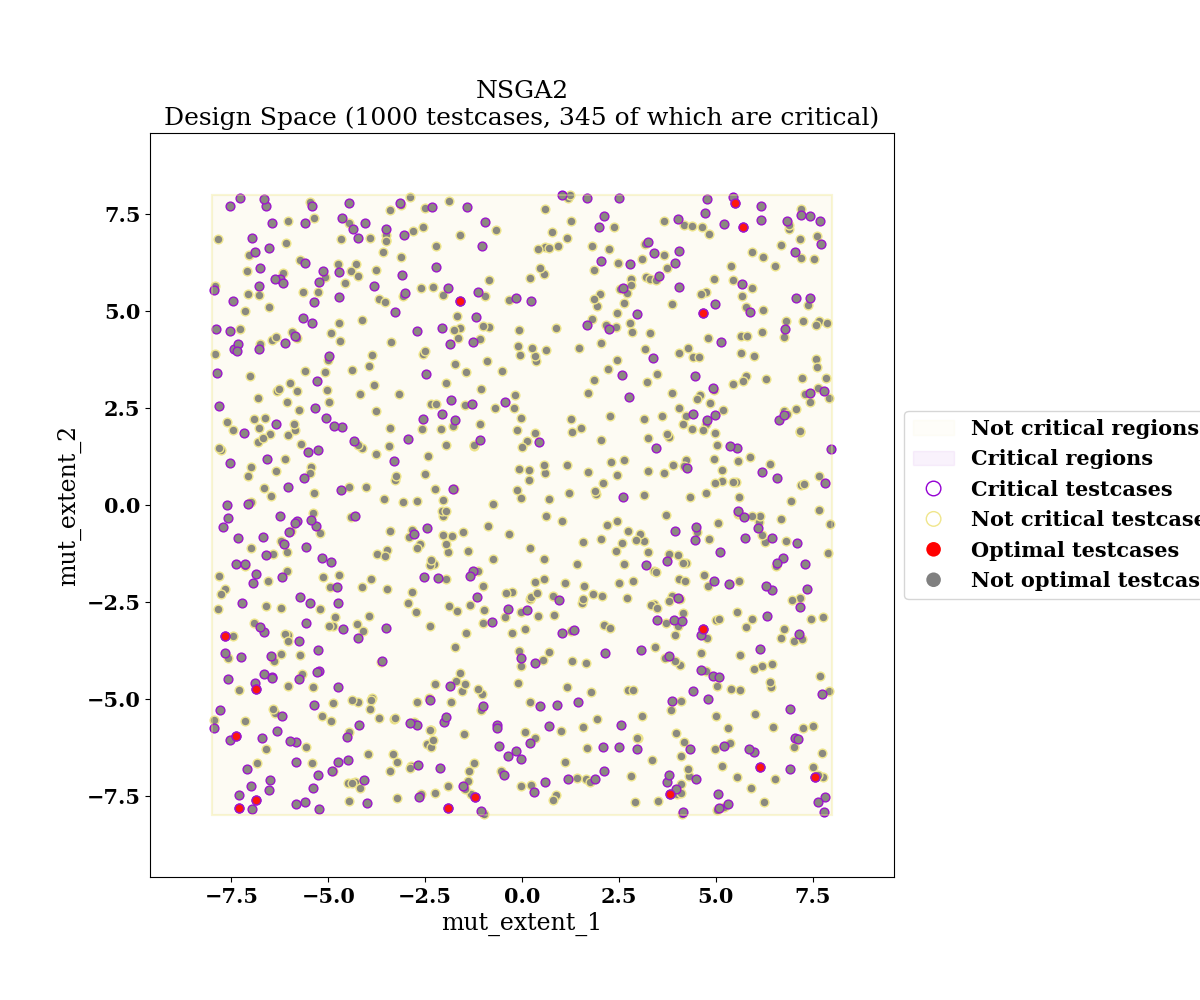 NSGA2
Design Space (1000 testcases, 345 of which are critical)
7.5
5.0
2.5
0.0
−2.5
−5.0
−7.5
mut_extent_2
−7.5 −5.0 −2.5 0.0 2.5 5.0 7.5
mut_extent_1
Not critical regions
Critical regions
Critical testcases
Not critical testcase
Optimal testcases
Not optimal testcas